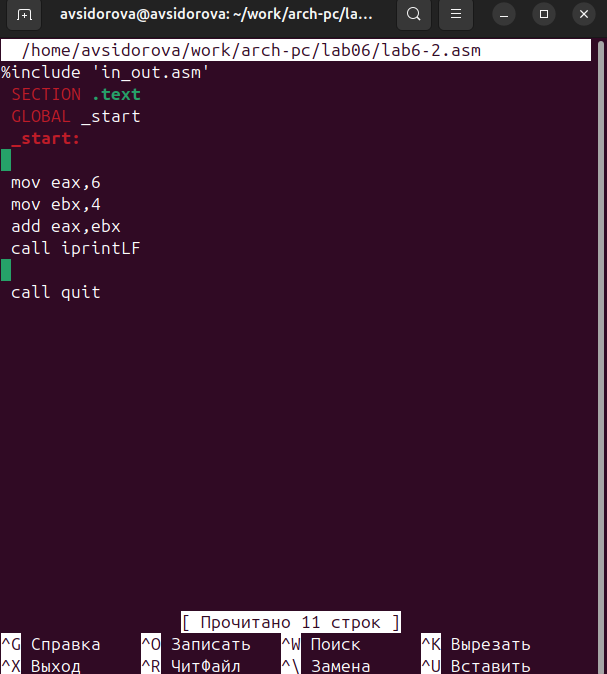 avsidorova@avsidorova: ~/work/arch-pc/la...
/home/avsidorova/work/arch-pc/lab06/lab6-2.asm
%include 'in_out.asm'
SECTION .text
GLOBAL _start
_start:
mov eax,6
mov ebx,4
add eax,ebx
call iprintLF
call quit
[ Прочитано 11 строк ]
^G Справка ^O Записать ^W Поиск ^K Вырезать
^X Выход ^R ЧитФайл ^\ Замена ^U Вставить